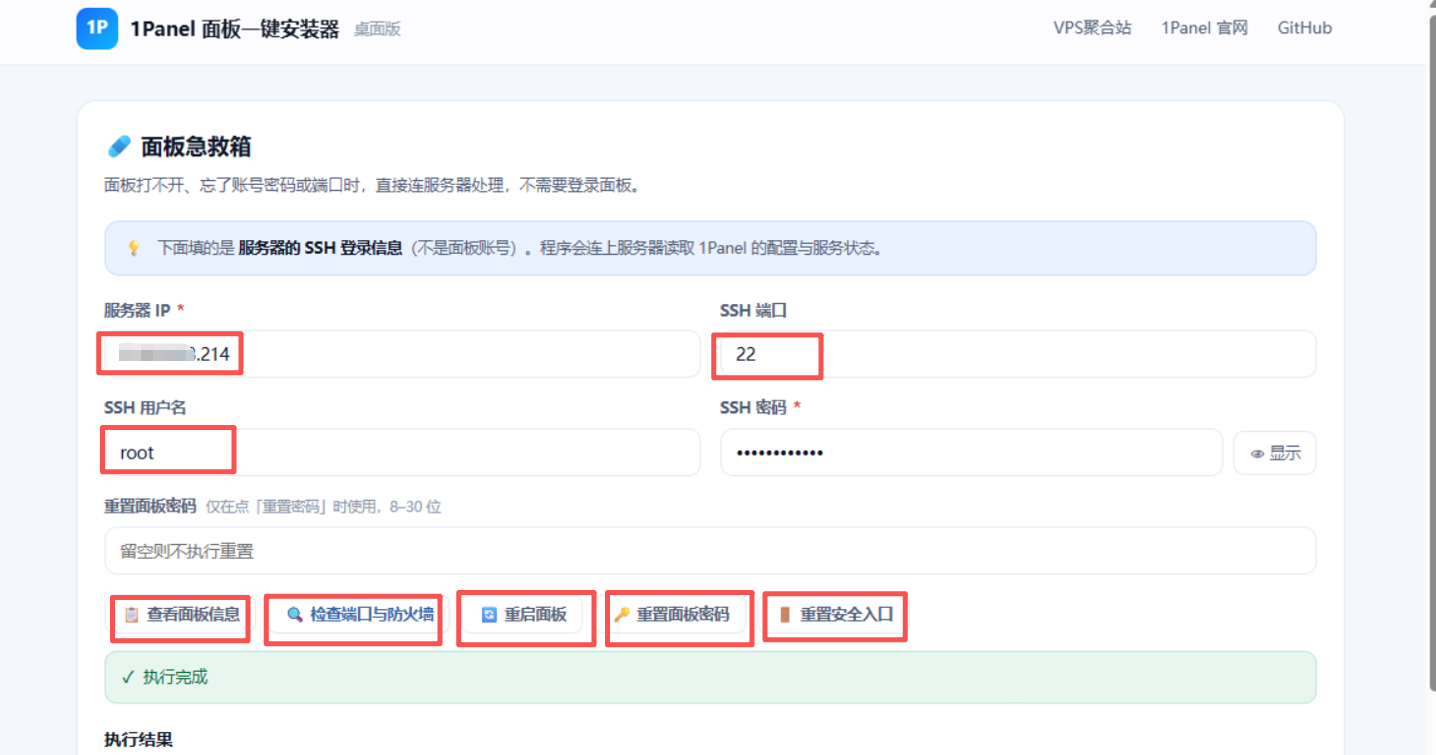 1P 1Panel 面板一键安装器 桌面版 VPS聚合站 1Panel 官网 GitHub
面板急救箱
面板打不开、忘了账号密码或端口时，直接连服务器处理，不需要登录面板。
下面填的是 服务器的 SSH 登录信息（不是面板账号）。程序会连上服务器读取 1Panel 的配置与服务状态。
服务器 IP * SSH 端口
.214 22
SSH 用户名 SSH 密码 *
root •••••••••••• 显示
重置面板密码 仅在点「重置密码」时使用，8–30 位
留空则不执行重置
查看面板信息 检查端口与防火墙 重启面板 重置面板密码 重置安全入口
✓ 执行完成
执行结果